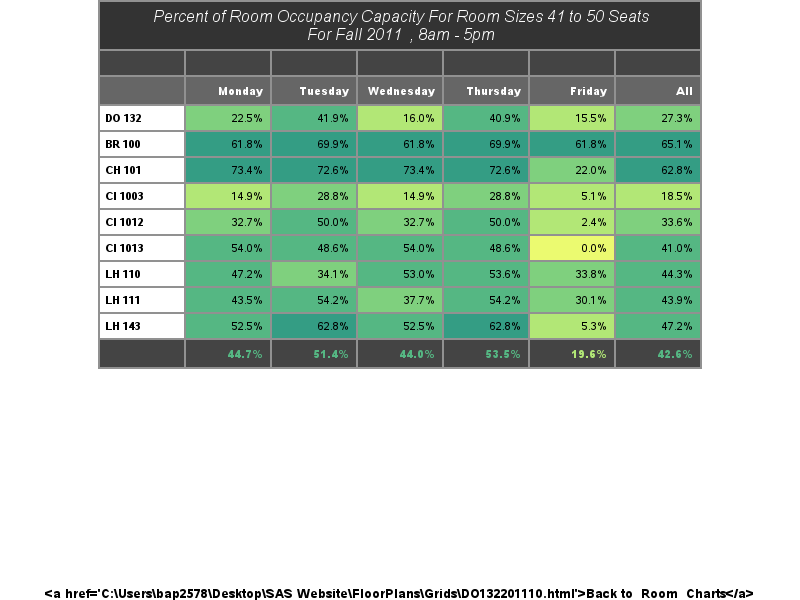 Percent of Room Occupancy Capacity For Room Sizes 41 to 50 Seats
For Fall 2011 , 8am - 5pm
Monday Tuesday Wednesday Thursday Friday All
DO 132 22.5% 41.9% 16.0% 40.9% 15.5% 27.3%
BR 100 61.8% 69.9% 61.8% 69.9% 61.8% 65.1%
CH 101 73.4% 72.6% 73.4% 72.6% 22.0% 62.8%
CI 1003 14.9% 28.8% 14.9% 28.8% 5.1% 18.5%
CI 1012 32.7% 50.0% 32.7% 50.0% 2.4% 33.6%
CI 1013 54.0% 48.6% 54.0% 48.6% 0.0% 41.0%
LH 110 47.2% 34.1% 53.0% 53.6% 33.8% 44.3%
LH 111 43.5% 54.2% 37.7% 54.2% 30.1% 43.9%
LH 143 52.5% 62.8% 52.5% 62.8% 5.3% 47.2%
44.7% 51.4% 44.0% 53.5% 19.6% 42.6%
<a href='C:\Users\bap2578\Desktop\SAS Website\FloorPlans\Grids\DO132201110.html'>Back to Room Charts</a>